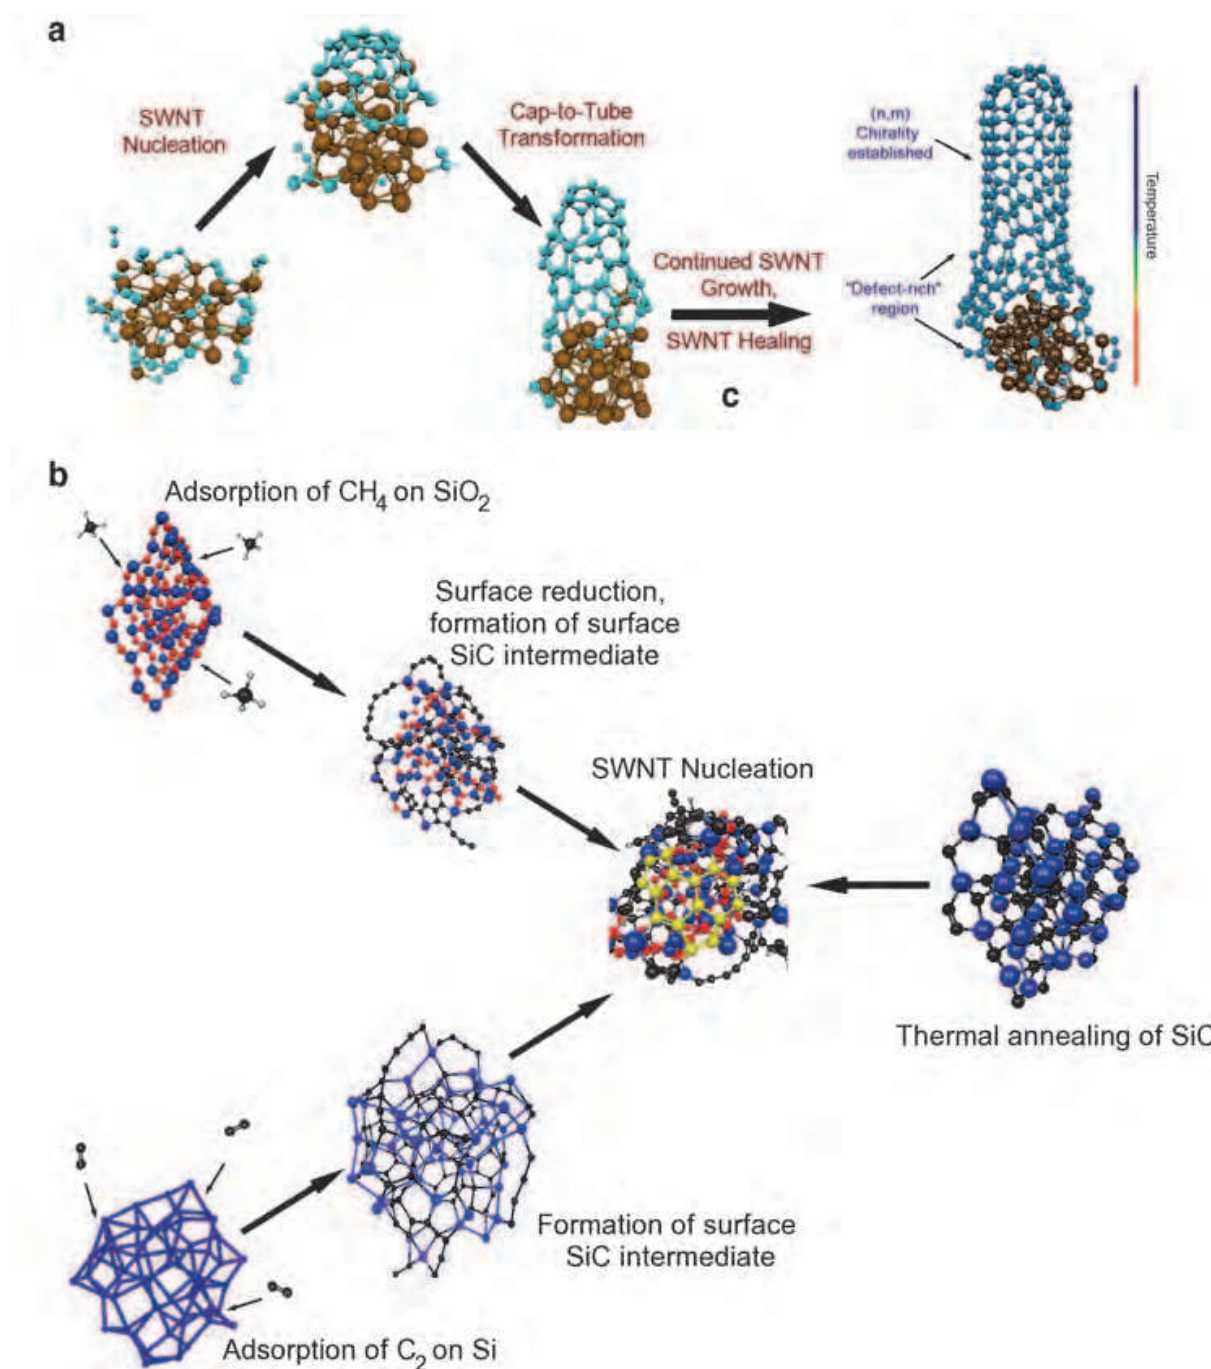 a
SWNT
Nucleation
Cap-to-Tube
Transformation
Continued SWNT
Growth,
SWNT Healing
(n,m)
Chirality
established
"Defect-rich"
region
Temperature
c
b
Adsorption of CH₄ on SiO₂
Surface reduction,
formation of surface
SiC intermediate
SWNT Nucleation
Thermal annealing of SiC
Formation of surface
SiC intermediate
Adsorption of C₂ on Si